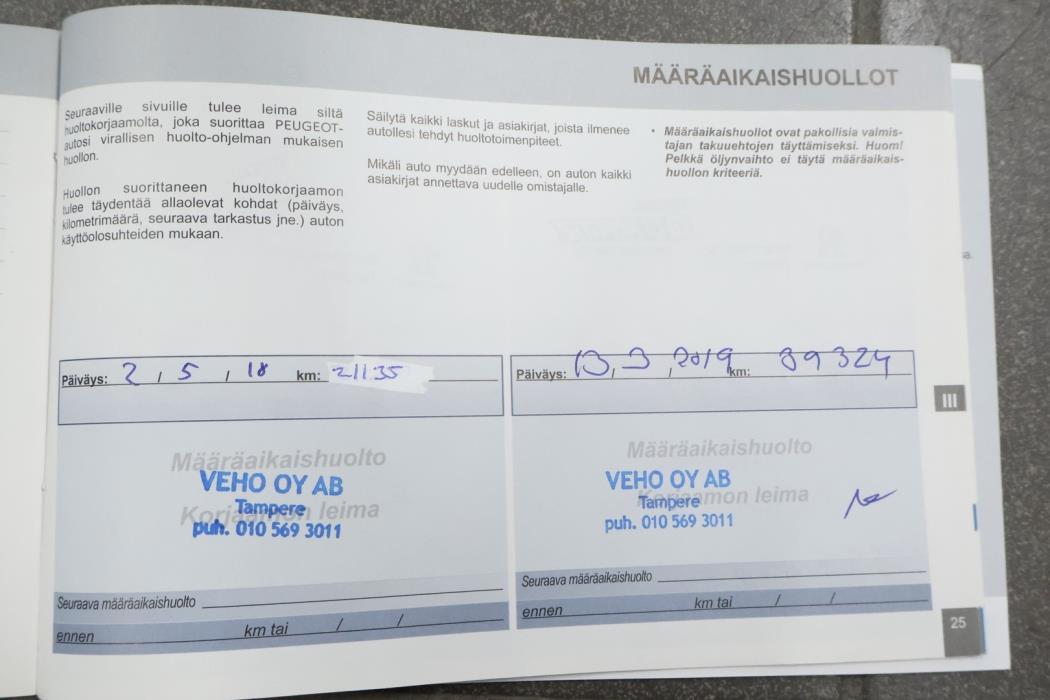 MÄÄRÄAIKAISHUOLLOT
Seuraaville sivuille tulee leima siltä
huoltokorjaamolta, joka suorittaa PEUGEOT-
autosi virallisen huolto-ohjelman mukaisen
huollon.
Huollon suorittaneen huoltokorjaamon
tulee täydentää allaolevat kohdat (päiväys,
kilometrimäärä, seuraava tarkastus jne.) auton
käyttöolosuhteiden mukaan.
Säilytä kaikki laskut ja asiakirjat, joista ilmenee
autollesi tehdyt huoltotoimenpiteet.
Mikäli auto myydään edelleen, on auton kaikki
asiakirjat annettava uudelle omistajalle.
• Määräaikaishuollot ovat pakollisia valmis-
tajan takuuehtojen täyttämiseksi. Huom!
Pelkkä öljynvaihto ei täytä määräaikais-
huollon kriteeriä.
Päiväys: 2 / 5 / 18 km: 21135
Määräaikaishuolto
VEHO OY AB
Korjaamon leima
Tampere
puh. 010 569 3011
Seuraava määräaikaishuolto
ennen km tai / /
Päiväys: 13, 3, 2019 km: 39324
Määräaikaishuolto
VEHO OY AB
Korjaamon leima
Tampere
puh. 010 569 3011
Seuraava määräaikaishuolto
ennen km tai / /
III
25